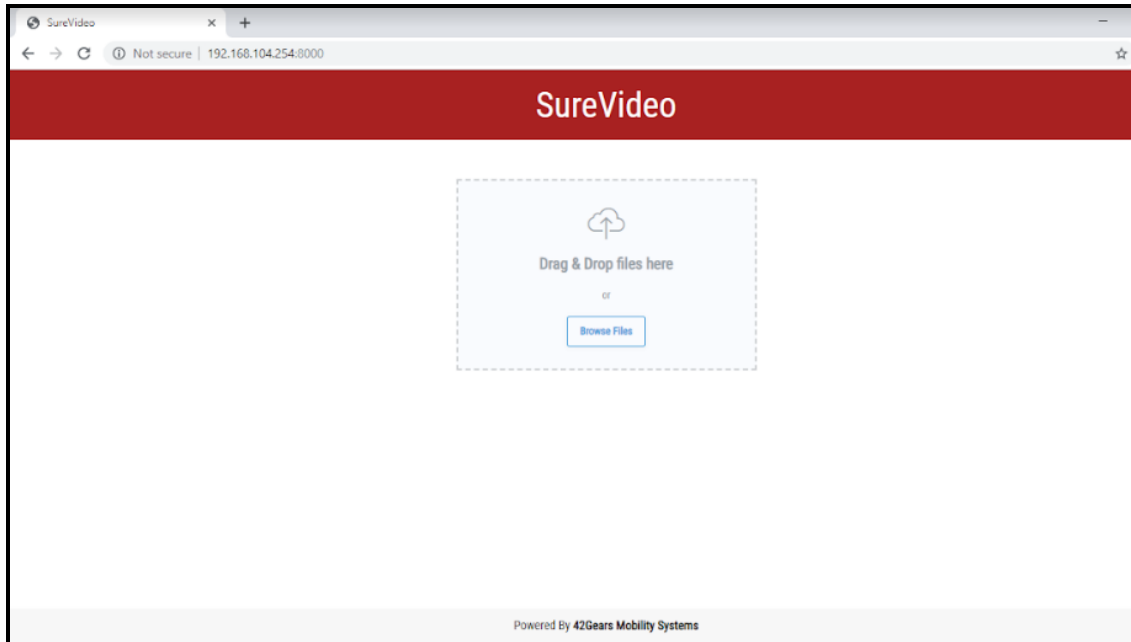 SureVideo
Not secure | 192.168.104.254:8000
SureVideo
Drag & Drop files here
or
Browse Files
Powered By 42Gears Mobility Systems